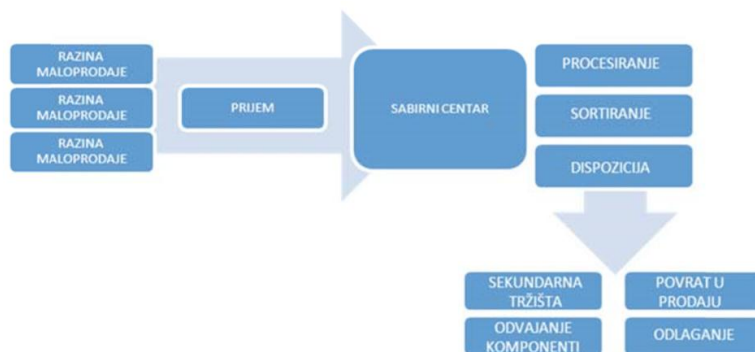 RAZINA
MALOPRODAJE
RAZINA
MALOPRODAJE
RAZINA
MALOPRODAJE
PRIJEM
SABIRNI CENTAR
PROCESIRANJE
SORTIRANJE
DISPOZICIJA
SEKUNDARNA
TRŽIŠTA
POVRAT U
PRODAJU
ODVAJANJE
KOMPONENTI
ODLAGANJE